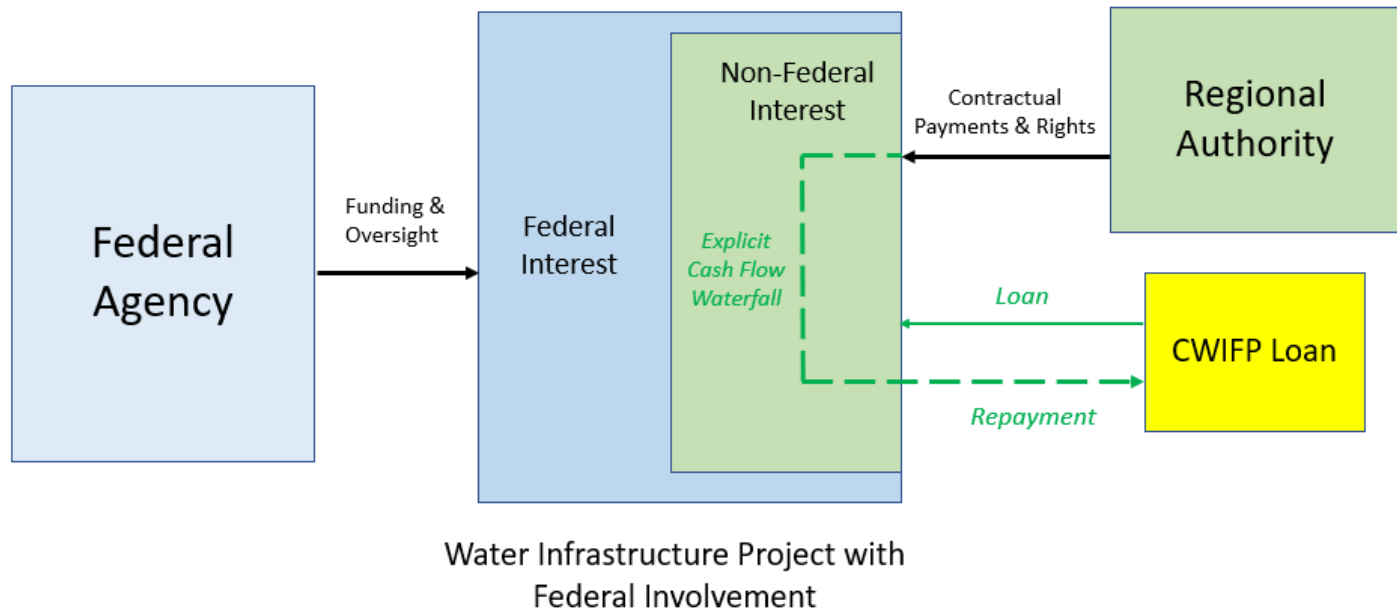 Federal
Agency
Funding &
Oversight
Federal
Interest
Non-Federal
Interest
Explicit
Cash Flow
Waterfall
Contractual
Payments & Rights
Regional
Authority
Loan
CWIFP Loan
Repayment
Water Infrastructure Project with
Federal Involvement